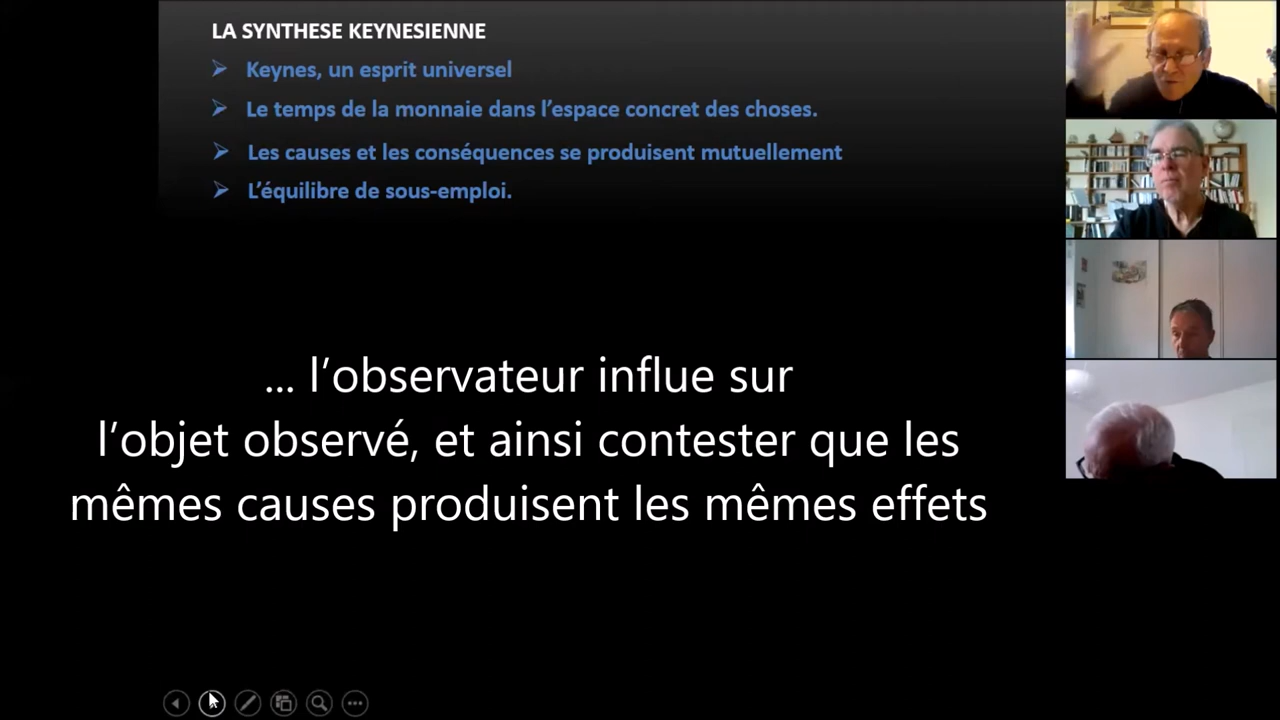 LA SYNTHESE KEYNESIENNE
Keynes, un esprit universel
Le temps de la monnaie dans l’espace concret des choses.
Les causes et les conséquences se produisent mutuellement
L’équilibre de sous-emploi.
... l’observateur influe sur
l’objet observé, et ainsi contester que les
mêmes causes produisent les mêmes effets